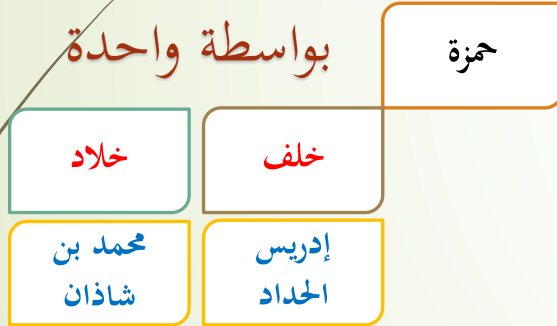 حمزة
بواسطة واحدة
خلف
خلاد
إدريس
الحداد
محمد بن
شاذان